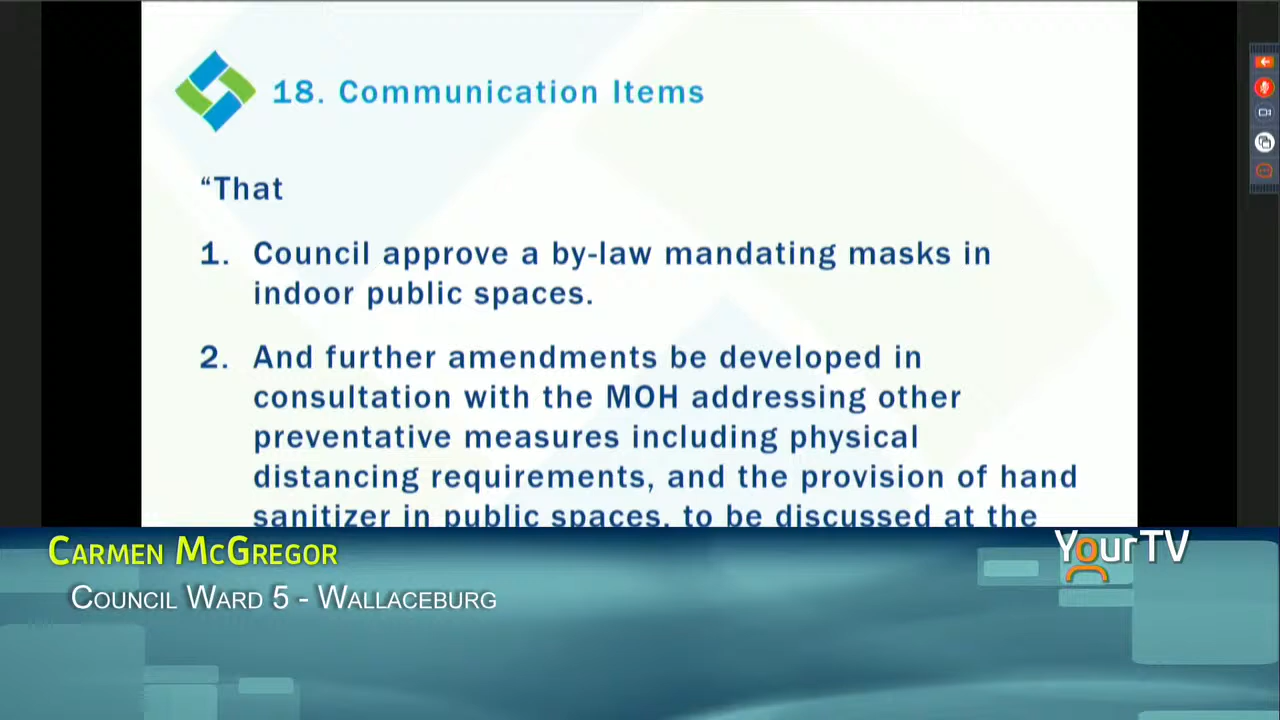 18. Communication Items
“That
1. Council approve a by-law mandating masks in
indoor public spaces.
2. And further amendments be developed in
consultation with the MOH addressing other
preventative measures including physical
distancing requirements, and the provision of hand
sanitizer in public spaces, to be discussed at the
CARMEN MCGREGOR
COUNCIL WARD 5 - WALLACEBURG
YourTV